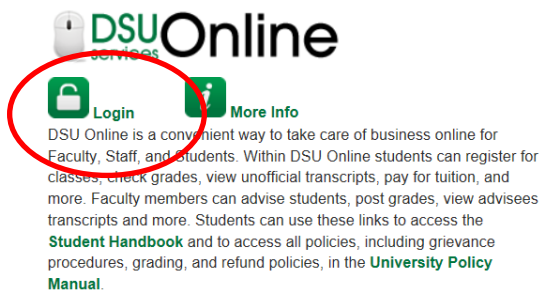 DSU Online
services
Login More Info
DSU Online is a convenient way to take care of business online for
Faculty, Staff, and Students. Within DSU Online students can register for
classes, check grades, view unofficial transcripts, pay for tuition, and
more. Faculty members can advise students, post grades, view advisees
transcripts and more. Students can use these links to access the
Student Handbook and to access all policies, including grievance
procedures, grading, and refund policies, in the University Policy
Manual.